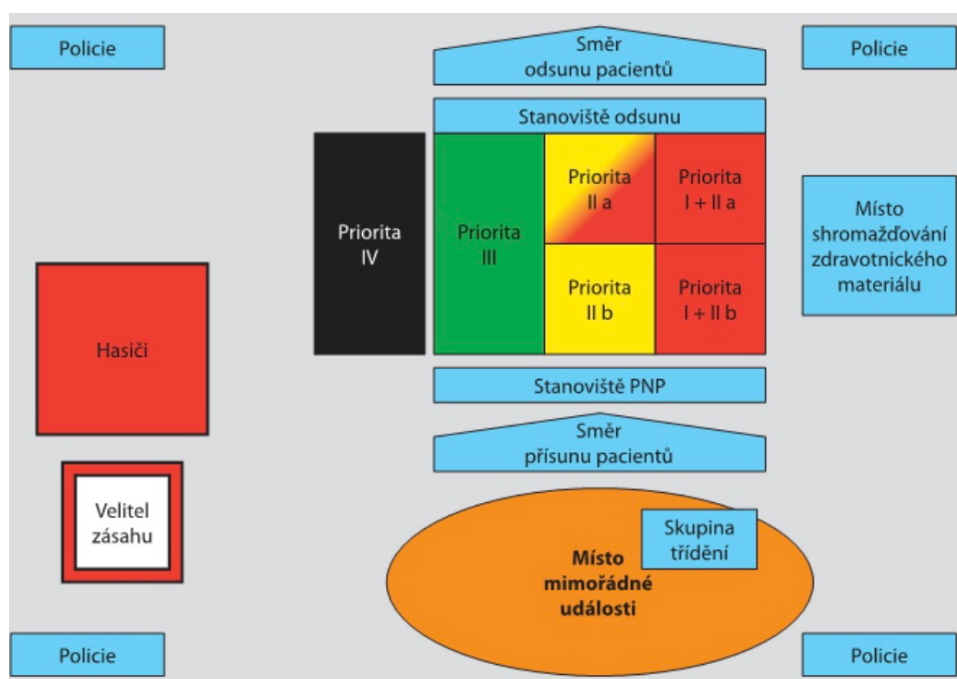 Policie
Směr
odsunu pacientů
Policie
Stanoviště odsunu
Priorita
IV
Priorita
III
Priorita
II a
Priorita
I + II a
Priorita
II b
Priorita
I + II b
Místo
shromažďování
zdravotnického
materiálu
Hasiči
Stanoviště PNP
Směr
přísunu pacientů
Velitel
zásahu
Skupina
třídění
Místo
mimořádné
události
Policie
Policie